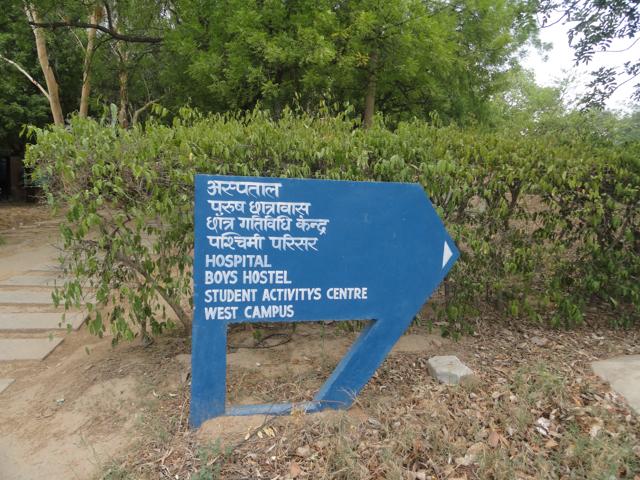 अस्पताल
पुरुष छात्रावास
छात्र गतिविधि केन्द्र
पश्चिमी परिसर
HOSPITAL
BOYS HOSTEL
STUDENT ACTIVITYS CENTRE
WEST CAMPUS